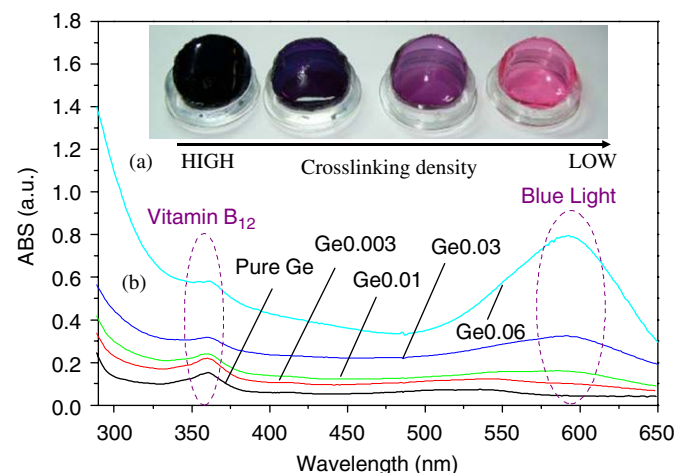 1.8
1.6
1.4
1.2
1.0
0.8
0.6
0.4
0.2
0.0
ABS (a.u.)
(a)
HIGH
Crosslinking density
LOW
Vitamin B12
Blue Light
(b)
Pure Ge
Ge0.003
Ge0.01
Ge0.03
Ge0.06
300 350 400 450 500 550 600 650
Wavelength (nm)